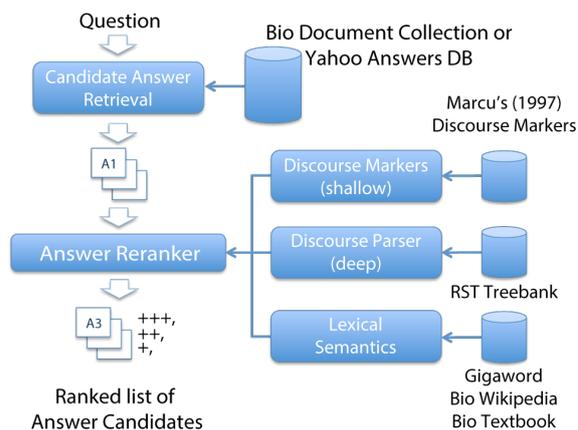 Question
Bio Document Collection or
Yahoo Answers DB
Candidate Answer
Retrieval
Marcu's (1997)
Discourse Markers
A1
Discourse Markers
(shallow)
Answer Reranker
Discourse Parser
(deep)
RST Treebank
A3
+++,
++,
+,
Lexical
Semantics
Gigaword
Bio Wikipedia
Bio Textbook
Ranked list of
Answer Candidates